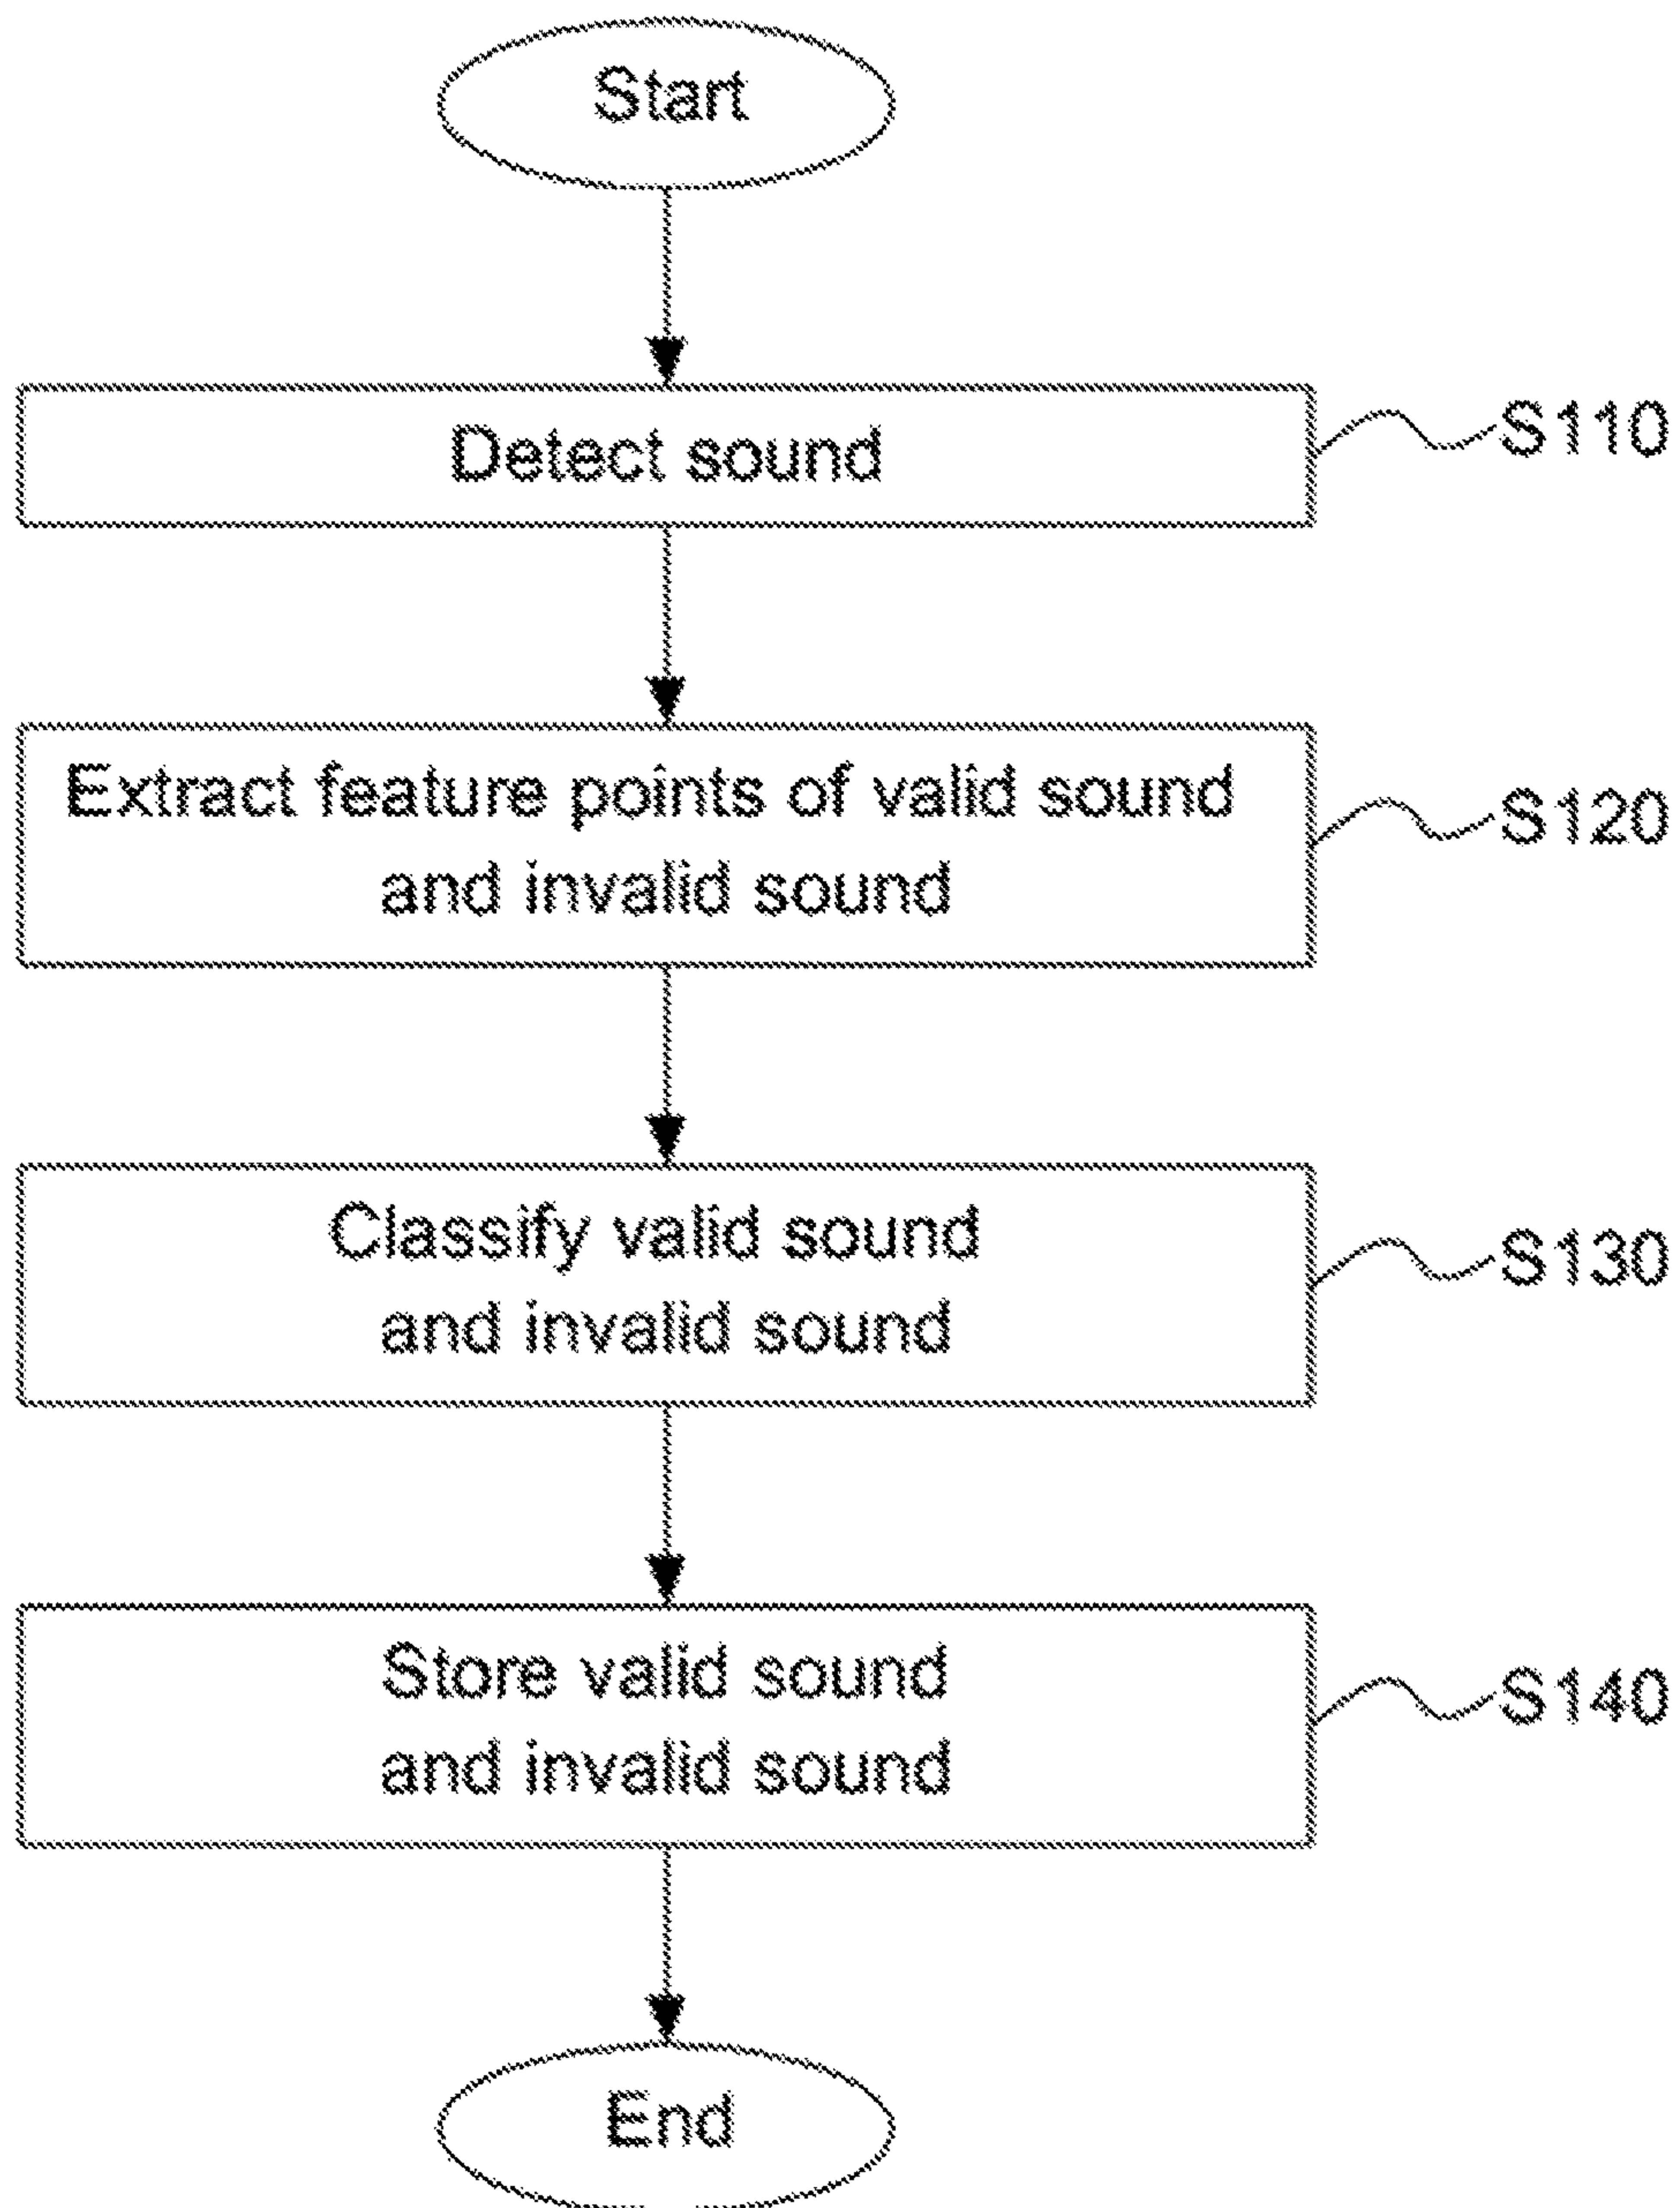 Start
Detect sound
S110
Extract feature points of valid sound
and invalid sound
S120
Classify valid sound
and invalid sound
S130
Store valid sound
and invalid sound
S140
End